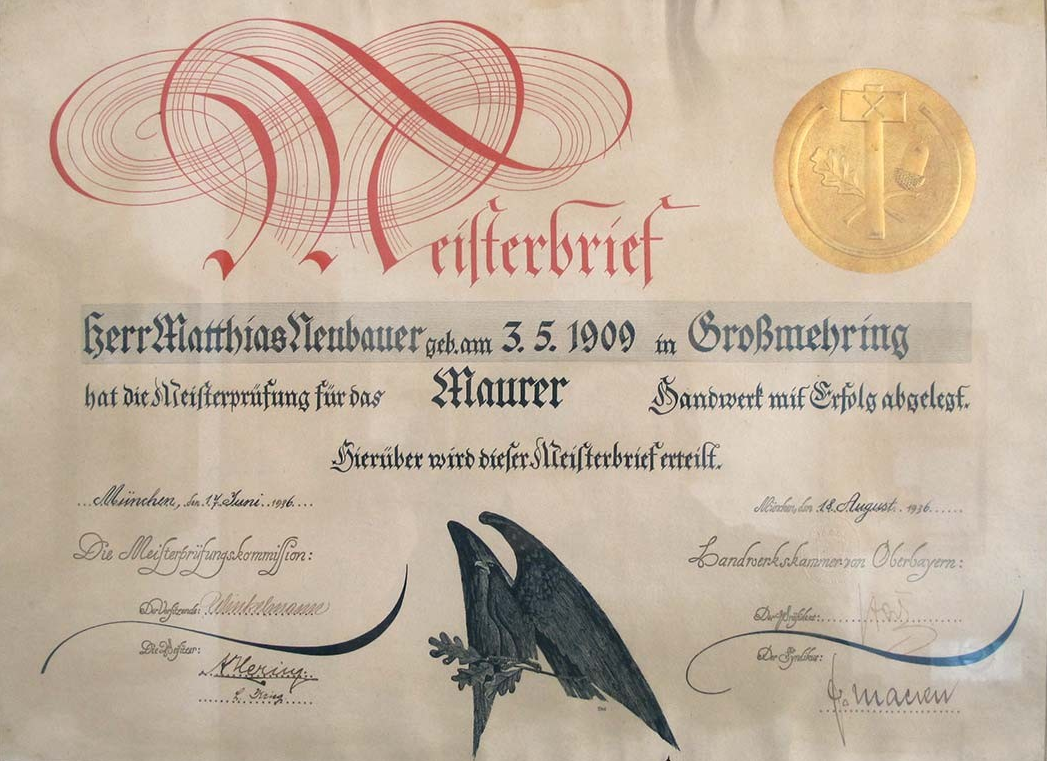 Meisterbrief
Herr Matthias Neubauer geb. am 3. 5. 1909 in Großmehring
hat die Meisterprüfung für das Maurer Handwerk mit Erfolg abgelegt.
Hierüber wird dieser Meisterbrief erteilt.
München, den 17. Juni 1936
München, den 18. August 1936
Die Meisterprüfungskommission:
Handwerkskammer von Oberbayern:
Der Vorsitzende: Winkelmann
Der Präsident:
Die Beisitzer:
Der Syndikus:
A Hering